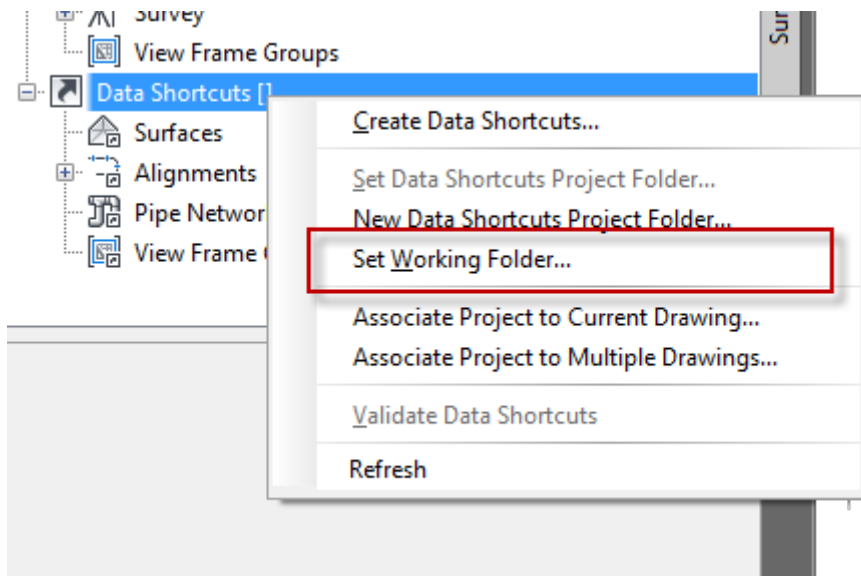 Survey
View Frame Groups
Data Shortcuts []
Surfaces
Alignments
Pipe Networ
View Frame
Create Data Shortcuts...
Set Data Shortcuts Project Folder...
New Data Shortcuts Project Folder...
Set Working Folder...
Associate Project to Current Drawing...
Associate Project to Multiple Drawings...
Validate Data Shortcuts
Refresh
Sur